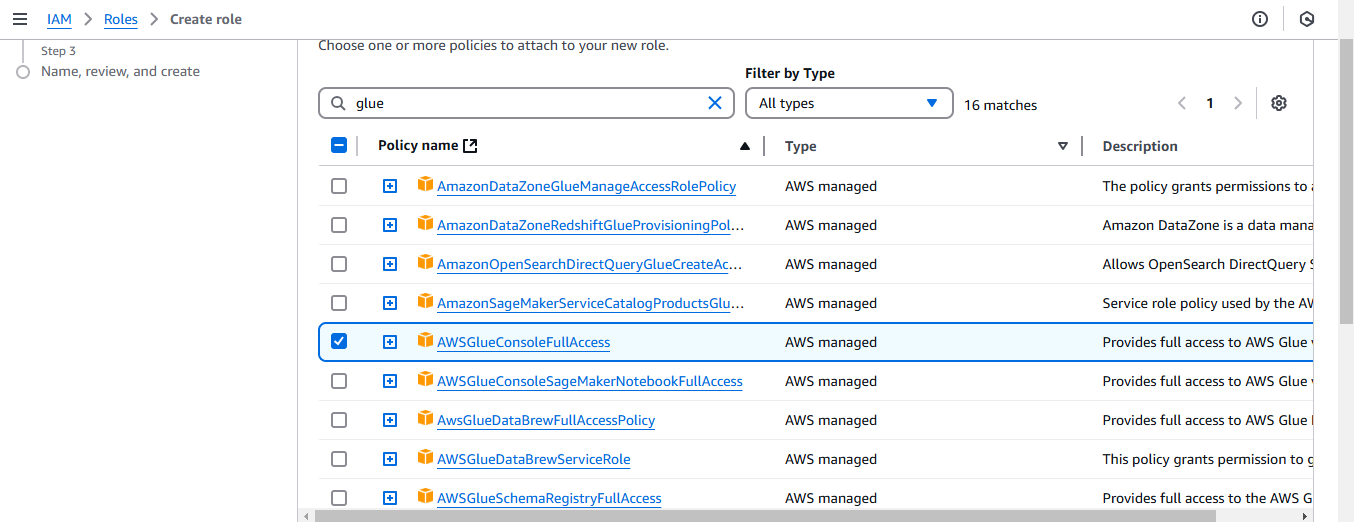 IAM > Roles > Create role
Step 3
Name, review, and create
Choose one or more policies to attach to your new role.
Filter by Type
glue
All types
16 matches
1
Policy name Type Description
AmazonDataZoneGlueManageAccessRolePolicy AWS managed The policy grants permissions to a
AmazonDataZoneRedshiftGlueProvisioningPol... AWS managed Amazon DataZone is a data mana
AmazonOpenSearchDirectQueryGlueCreateAc... AWS managed Allows OpenSearch DirectQuery S
AmazonSageMakerServiceCatalogProductsGlu... AWS managed Service role policy used by the AW
AWSGlueConsoleFullAccess AWS managed Provides full access to AWS Glue v
AWSGlueConsoleSageMakerNotebookFullAccess AWS managed Provides full access to AWS Glue v
AwsGlueDataBrewFullAccessPolicy AWS managed Provides full access to AWS Glue
AWSGlueDataBrewServiceRole AWS managed This policy grants permission to g
AWSGlueSchemaRegistryFullAccess AWS managed Provides full access to the AWS G